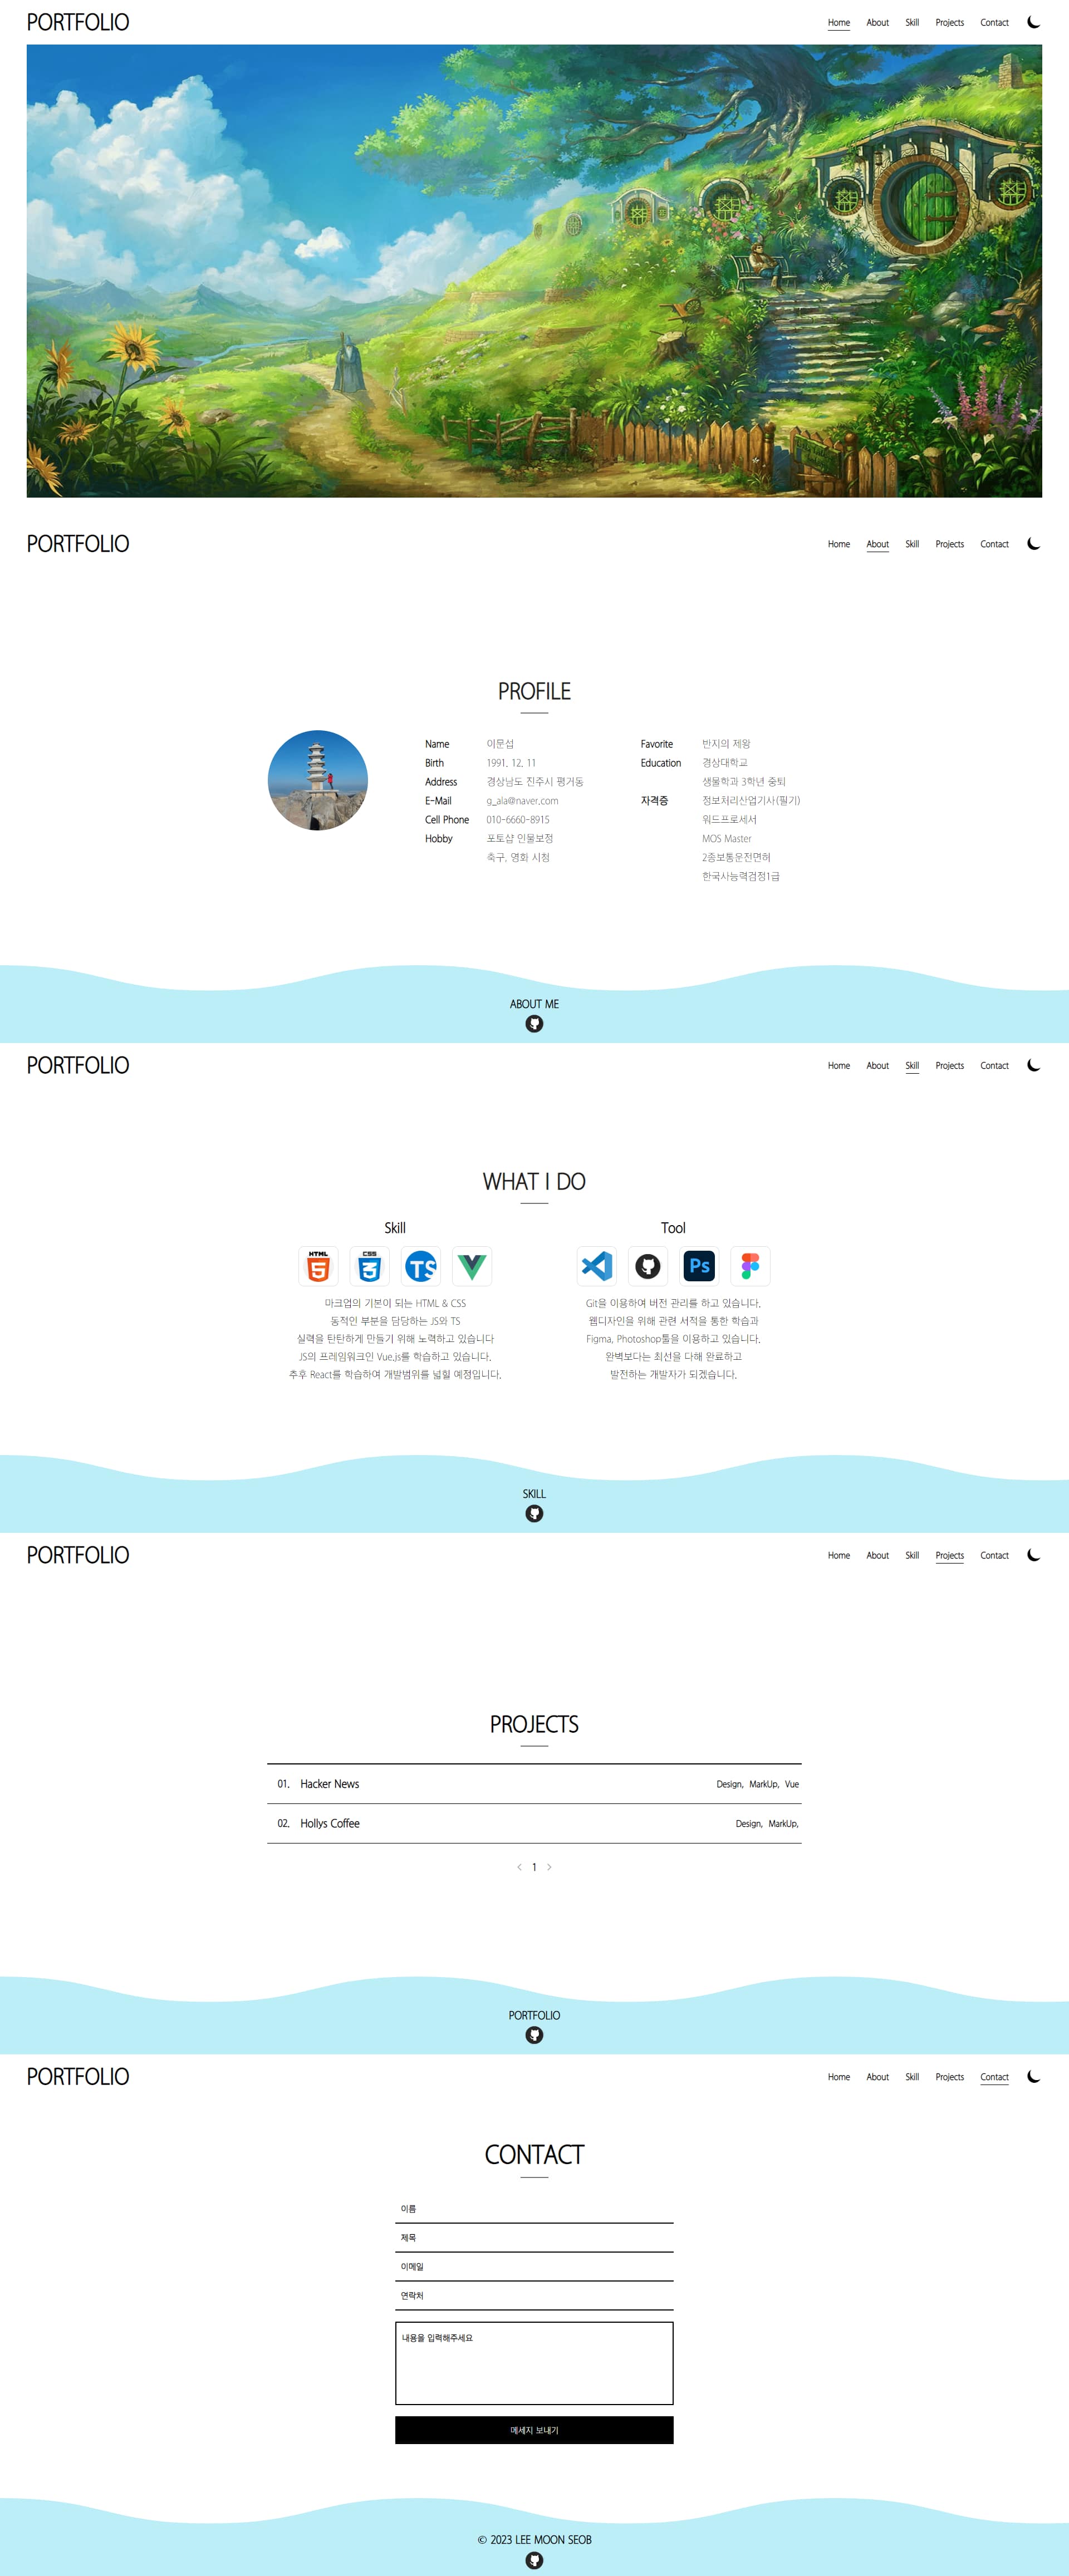 PORTFOLIO
Home About Skill Projects Contact
PORTFOLIO
Home About Skill Projects Contact
PROFILE
Name 이문섭
Birth 1991. 12. 11
Address 경상남도 진주시 평거동
E-Mail g_ala@naver.com
Cell Phone 010-6660-8915
Hobby 포토샵 인물보정
축구, 영화 시청
Favorite 반지의 제왕
Education 경상대학교
생물학과 3학년 중퇴
자격증 정보처리산업기사(필기)
워드프로세서
MOS Master
2종보통운전면허
한국사능력검정1급
ABOUT ME
PORTFOLIO
Home About Skill Projects Contact
WHAT I DO
Skill
HTML
5
CSS
3
TS
마크업의 기본이 되는 HTML & CSS
동적인 부분을 담당하는 JS와 TS
실력을 탄탄하게 만들기 위해 노력하고 있습니다
JS의 프레임워크인 Vue.js를 학습하고 있습니다.
추후 React를 학습하여 개발범위를 넓힐 예정입니다.
Tool
Ps
Git을 이용하여 버전 관리를 하고 있습니다.
웹디자인을 위해 관련 서적을 통한 학습과
Figma, Photoshop툴을 이용하고 있습니다.
완벽보다는 최선을 다해 완료하고
발전하는 개발자가 되겠습니다.
SKILL
PORTFOLIO
Home About Skill Projects Contact
PROJECTS
01. Hacker News Design, MarkUp, Vue
02. Hollys Coffee Design, MarkUp,
1
PORTFOLIO
PORTFOLIO
Home About Skill Projects Contact
CONTACT
이름
제목
이메일
연락처
내용을 입력해주세요
메세지 보내기
© 2023 LEE MOON SEOB